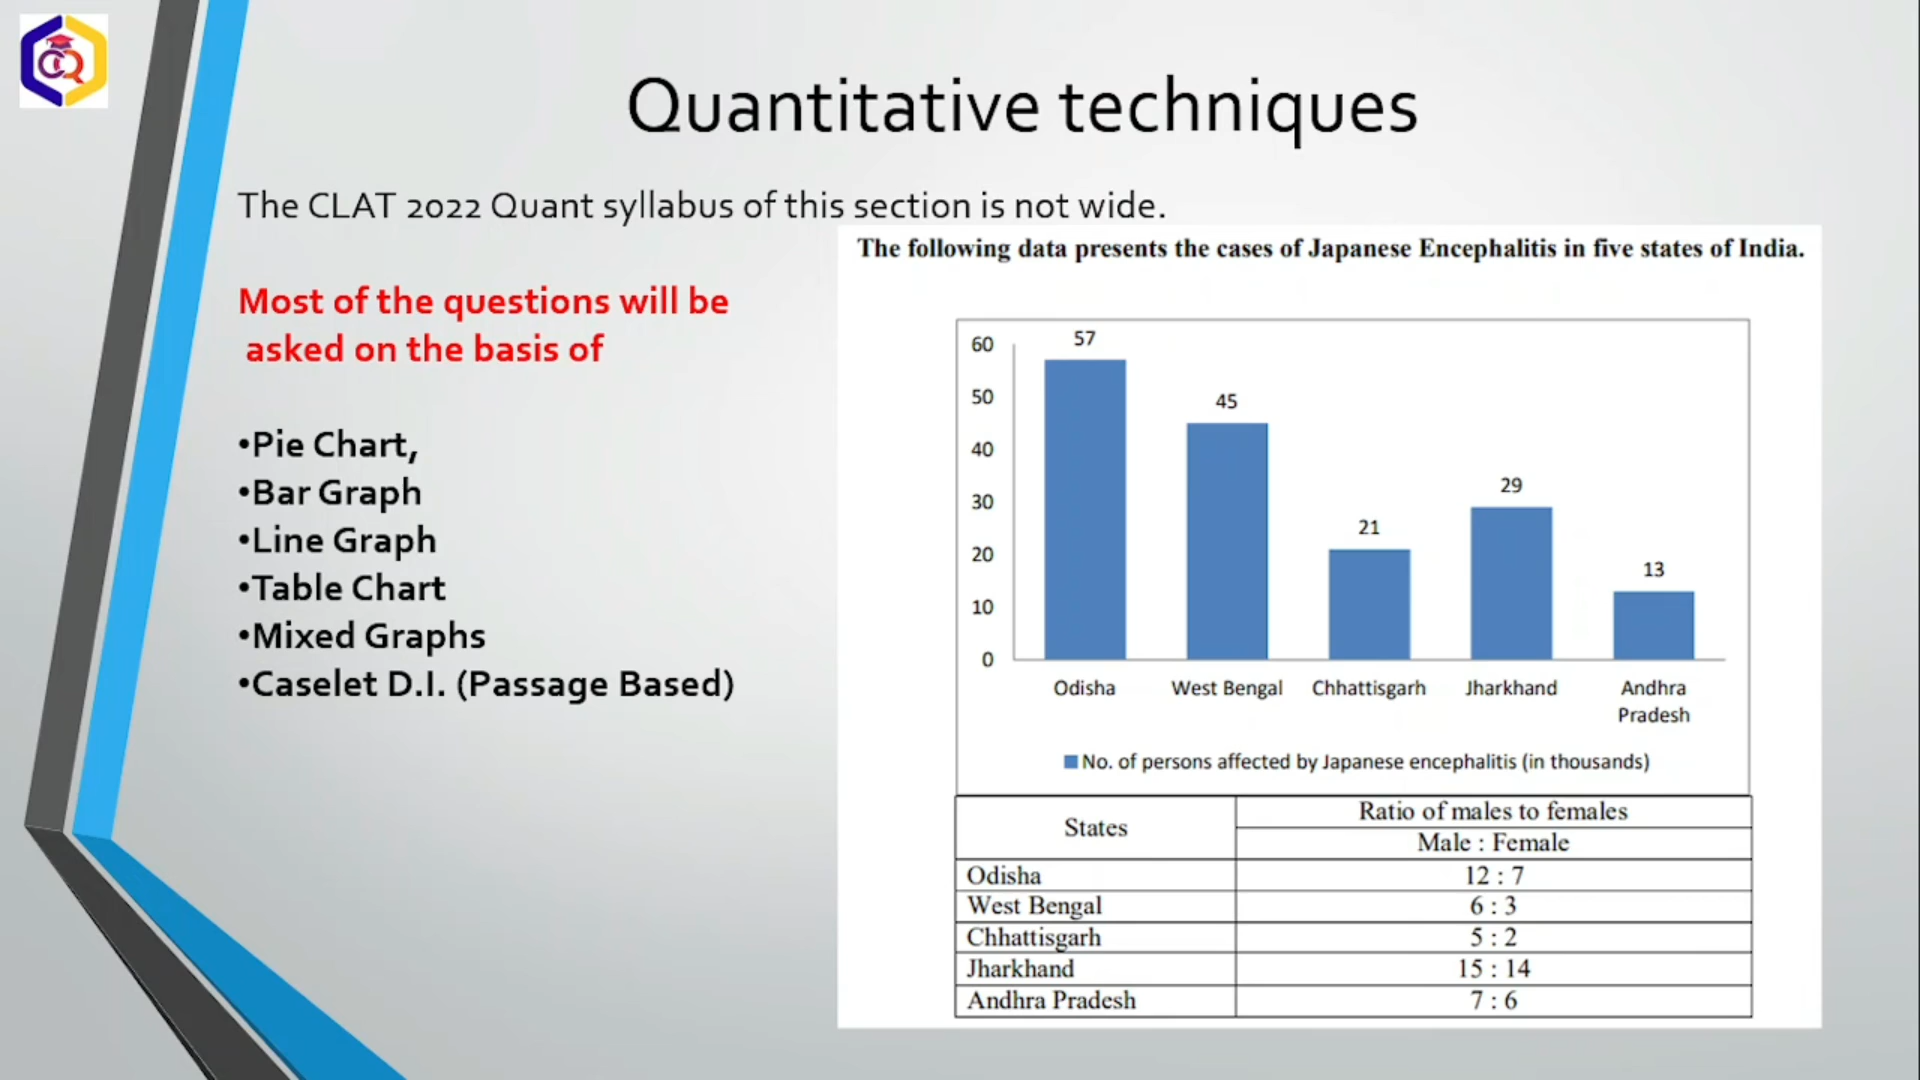 CQ
Quantitative techniques
The CLAT 2022 Quant syllabus of this section is not wide.
Most of the questions will be
asked on the basis of
•Pie Chart,
•Bar Graph
•Line Graph
•Table Chart
•Mixed Graphs
•Caselet D.I. (Passage Based)
The following data presents the cases of Japanese Encephalitis in five states of India.
60
50
40
30
20
10
0
57
45
21
29
13
Odisha
West Bengal
Chhattisgarh
Jharkhand
Andhra
Pradesh
No. of persons affected by Japanese encephalitis (in thousands)
States
Ratio of males to females
Male : Female
Odisha 12 : 7
West Bengal 6 : 3
Chhattisgarh 5 : 2
Jharkhand 15 : 14
Andhra Pradesh 7 : 6